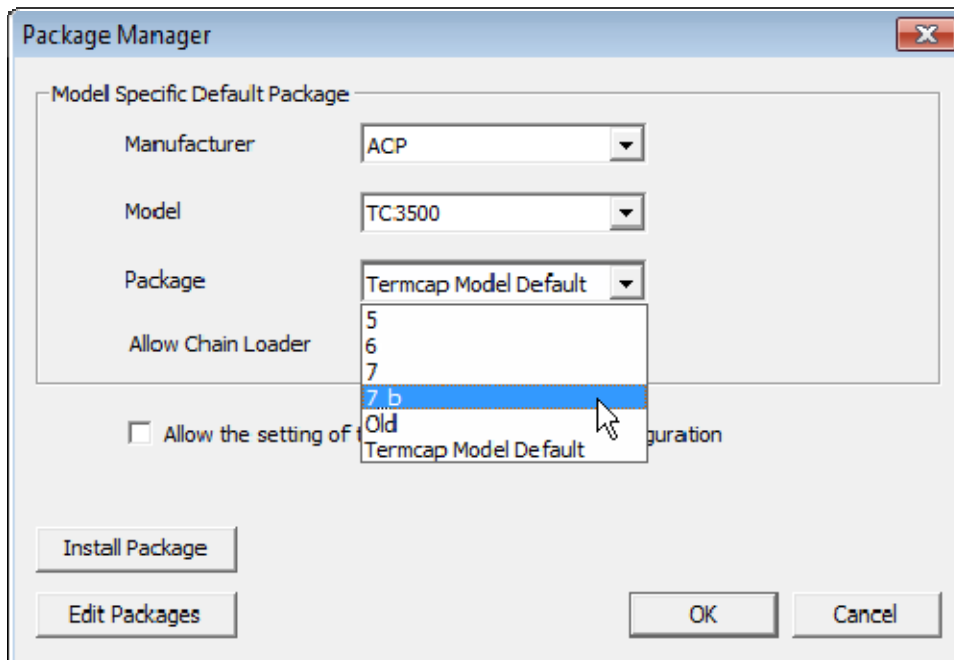 Package Manager
Model Specific Default Package
Manufacturer ACP
Model TC3500
Package Termcap Model Default
5
6
Allow Chain Loader
7
7_b
Old
Allow the setting of guration
Termcap Model Default
Install Package
Edit Packages OK Cancel